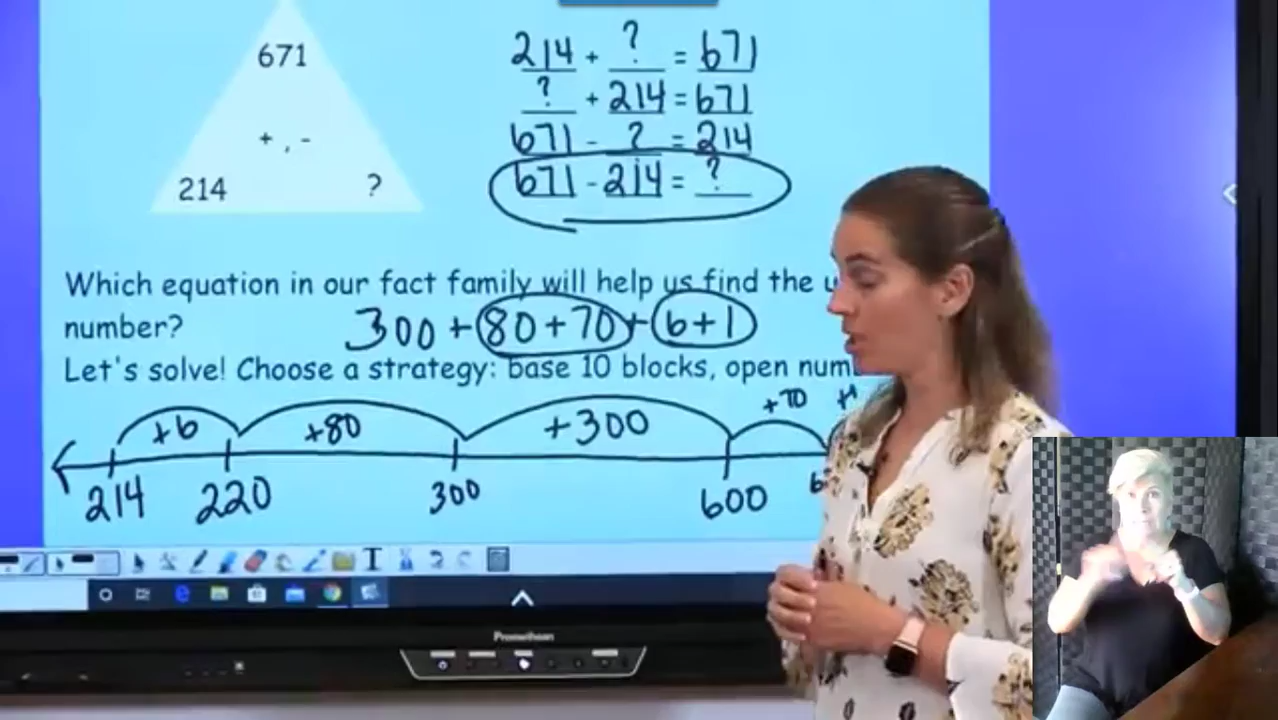 671
+ , -
214 ?
214 + ? = 671
? + 214 = 671
671 - ? = 214
671 - 214 = ?
Which equation in our fact family will help us find the
number? 300 + 80 + 70 + 6 + 1
Let's solve! Choose a strategy: base 10 blocks, open
+6 +80 +300 +70
214 220 300 600
T
Promethean